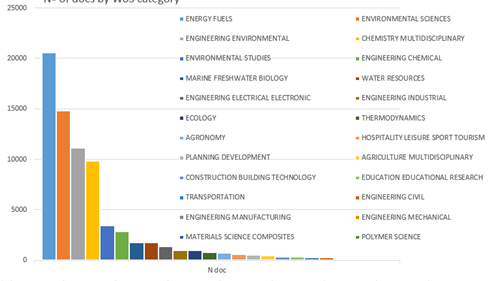 Nº of docs by WoS category
25000
ENERGY FUELS
ENVIRONMENTAL SCIENCES
ENGINEERING ENVIRONMENTAL
CHEMISTRY MULTIDISCIPLINARY
20000
ENVIRONMENTAL STUDIES
ENGINEERING CHEMICAL
MARINE FRESHWATER BIOLOGY
WATER RESOURCES
15000
ENGINEERING ELECTRICAL ELECTRONIC
ENGINEERING INDUSTRIAL
ECOLOGY
THERMODYNAMICS
AGRONOMY
HOSPITALITY LEISURE SPORT TOURISM
10000
PLANNING DEVELOPMENT
AGRICULTURE MULTIDISCIPLINARY
CONSTRUCTION BUILDING TECHNOLOGY
EDUCATION EDUCATIONAL RESEARCH
TRANSPORTATION
ENGINEERING CIVIL
5000
ENGINEERING MANUFACTURING
ENGINEERING MECHANICAL
MATERIALS SCIENCE COMPOSITES
POLYMER SCIENCE
0
N doc